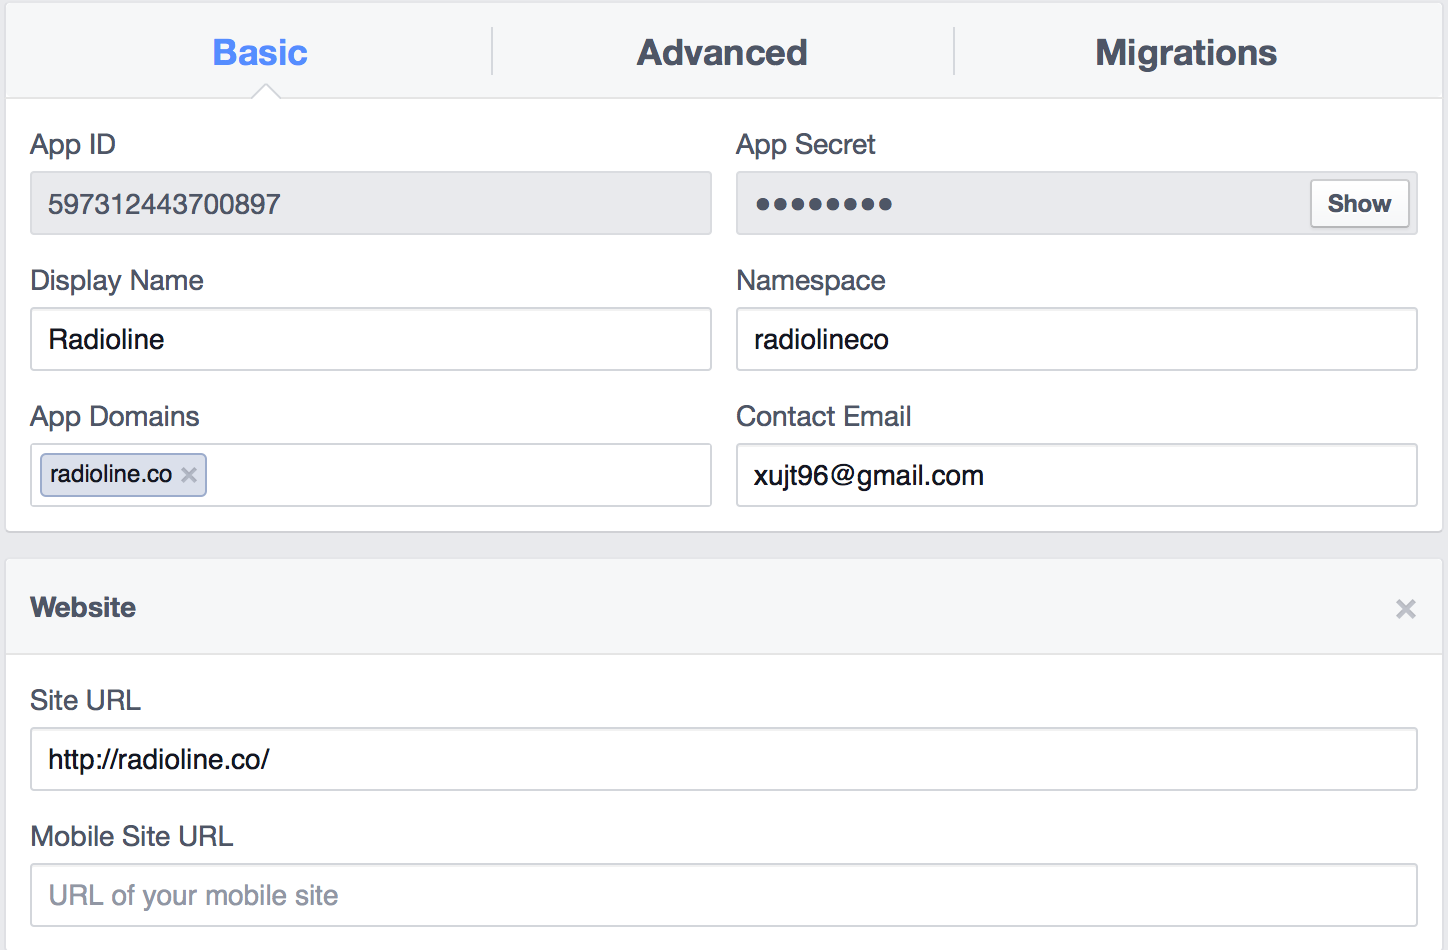 Basic Advanced Migrations
App ID App Secret
597312443700897 ●●●●●●●● Show
Display Name Namespace
Radioline radiolineco
App Domains Contact Email
radioline.co × xujt96@gmail.com
Website ×
Site URL
http://radioline.co/
Mobile Site URL
URL of your mobile site